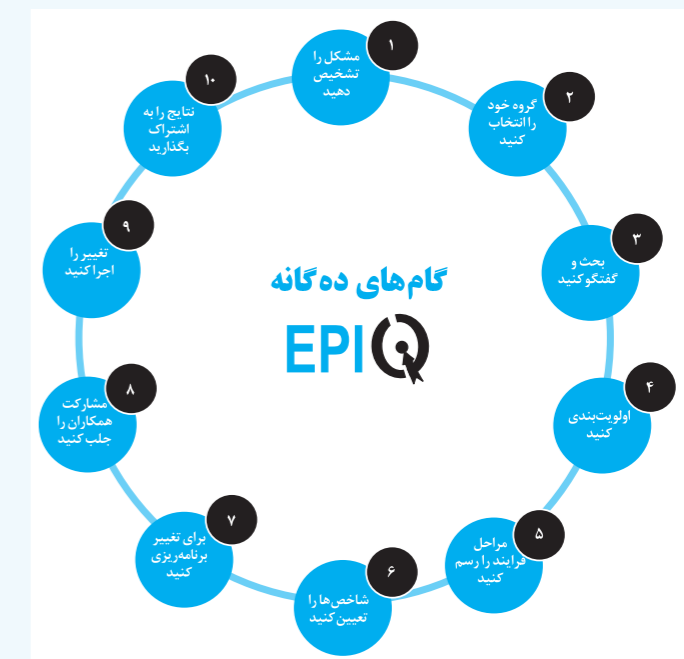 گام‌های ده گانه
EPIQ
۱
مشکل را
تشخیص
دهید
۲
گروه خود
را انتخاب
کنید
۳
بحث و
گفتگو کنید
۴
اولویت‌بندی
کنید
۵
مراحل
فرایند را رسم
کنید
۶
شاخص‌ها را
تعیین کنید
۷
برای تغییر
برنامه‌ریزی
کنید
۸
مشارکت
همکاران را
جلب کنید
۹
تغییر را
اجرا کنید
۱۰
نتایج را به
اشتراک
بگذارید